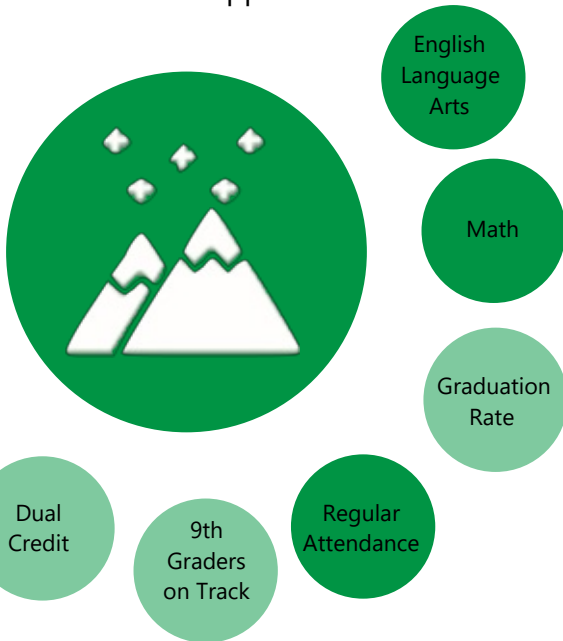 English
Language
Arts
Math
Graduation
Rate
Regular
Attendance
9th
Graders
on Track
Dual
Credit